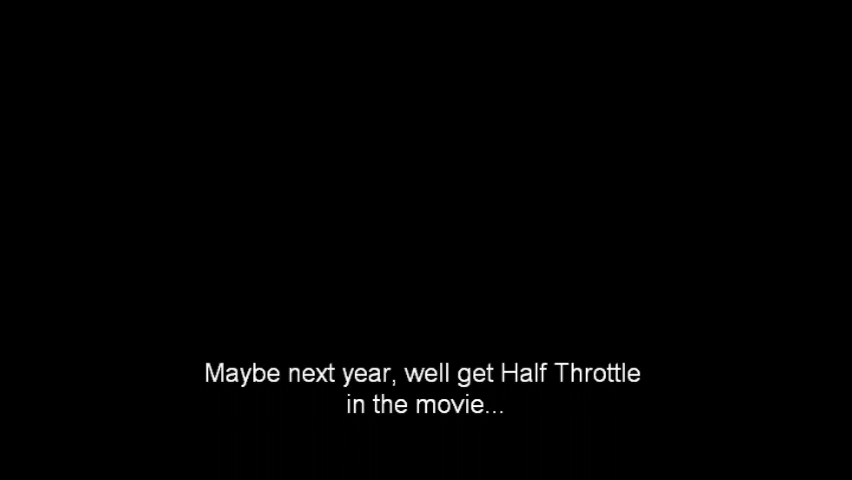 Maybe next year, well get Half Throttle
in the movie...